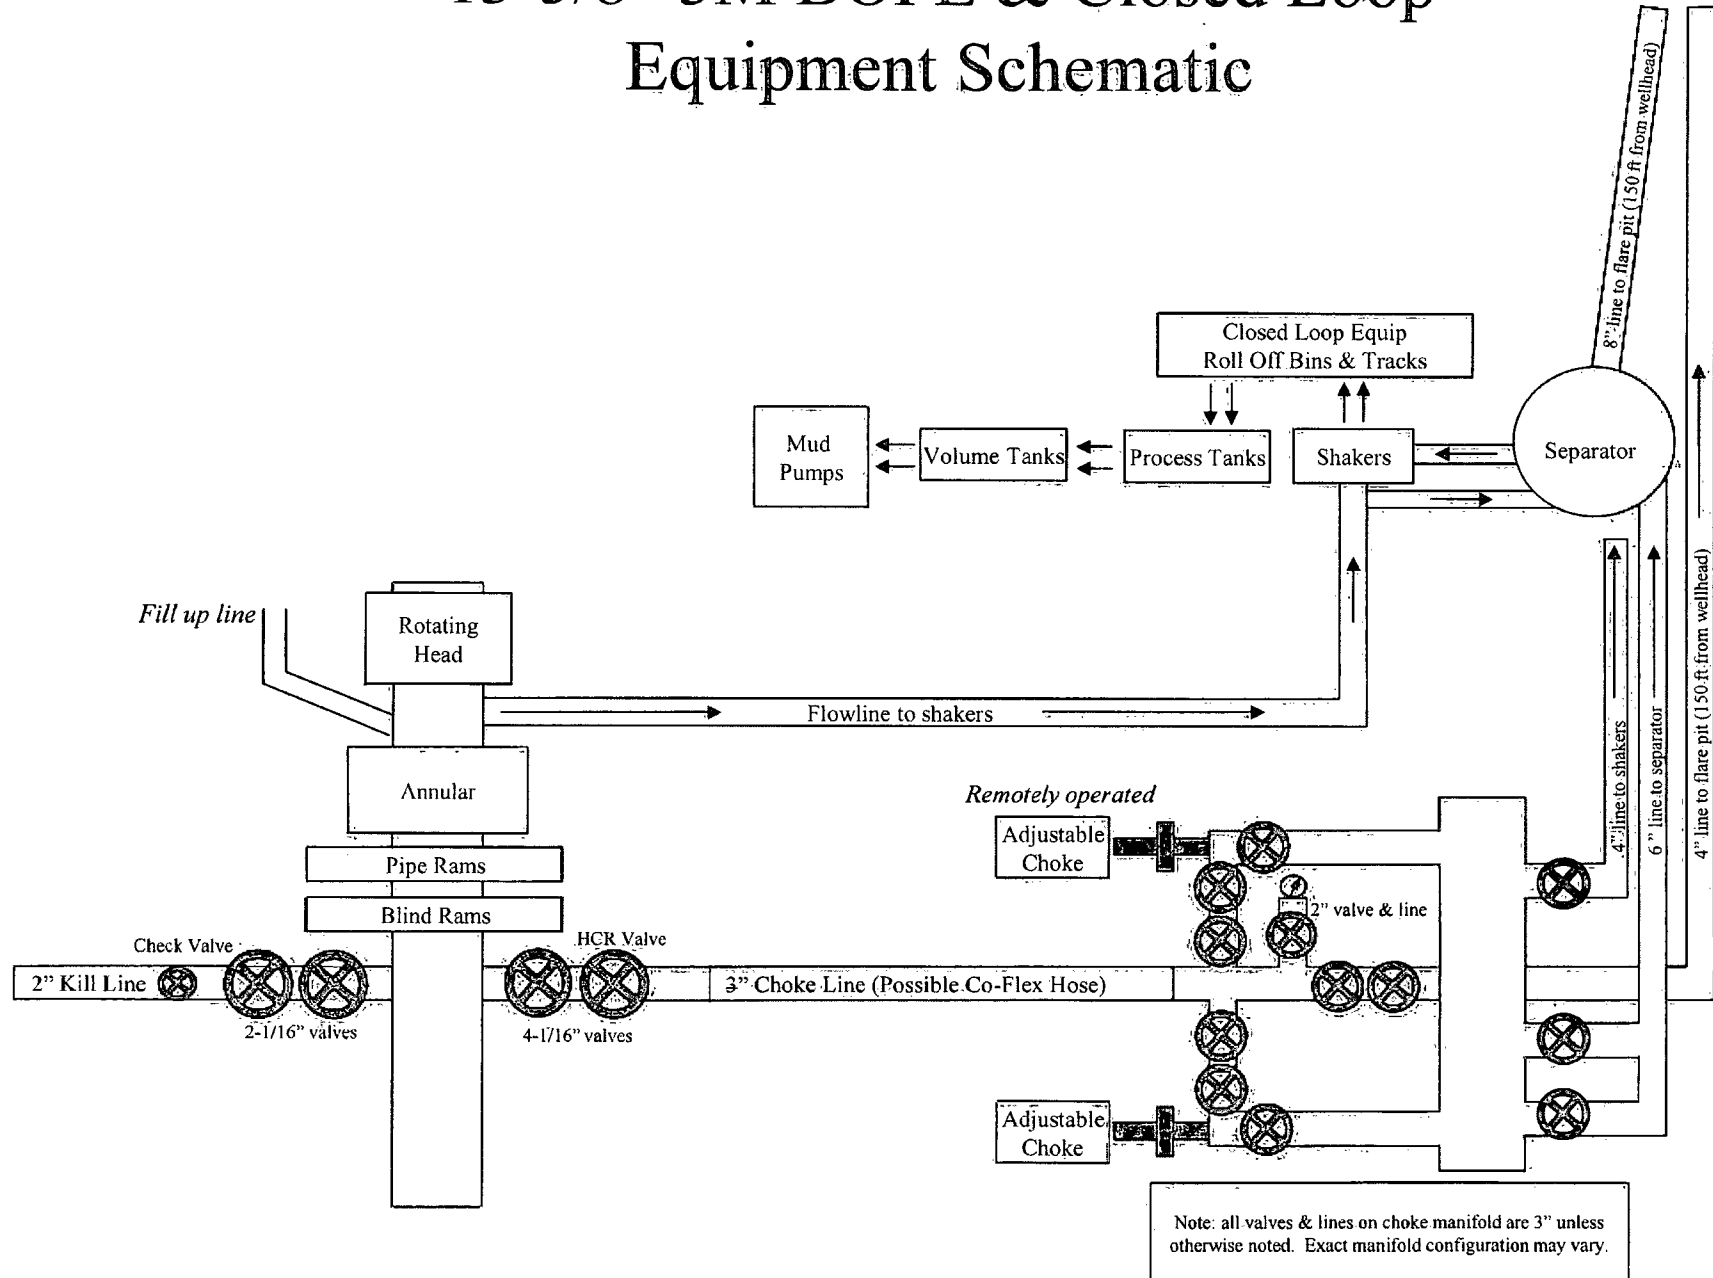 Equipment Schematic
8" line to flare pit (150 ft from wellhead)
Closed Loop Equip
Roll Off Bins & Tracks
Mud
Pumps
Volume Tanks
Process Tanks
Shakers
Separator
Fill up line
Rotating
Head
Flowline to shakers
Annular
Pipe Rams
Blind Rams
Check Valve
HCR Valve
2" Kill Line
3" Choke Line (Possible Co-Flex Hose)
2-1/16" valves
4-1/16" valves
Remotely operated
Adjustable
Choke
2" valve & line
Adjustable
Choke
4" line to shakers
6" line to separator
4" line to flare pit (150 ft from wellhead)
Note: all valves & lines on choke manifold are 3" unless
otherwise noted. Exact manifold configuration may vary.